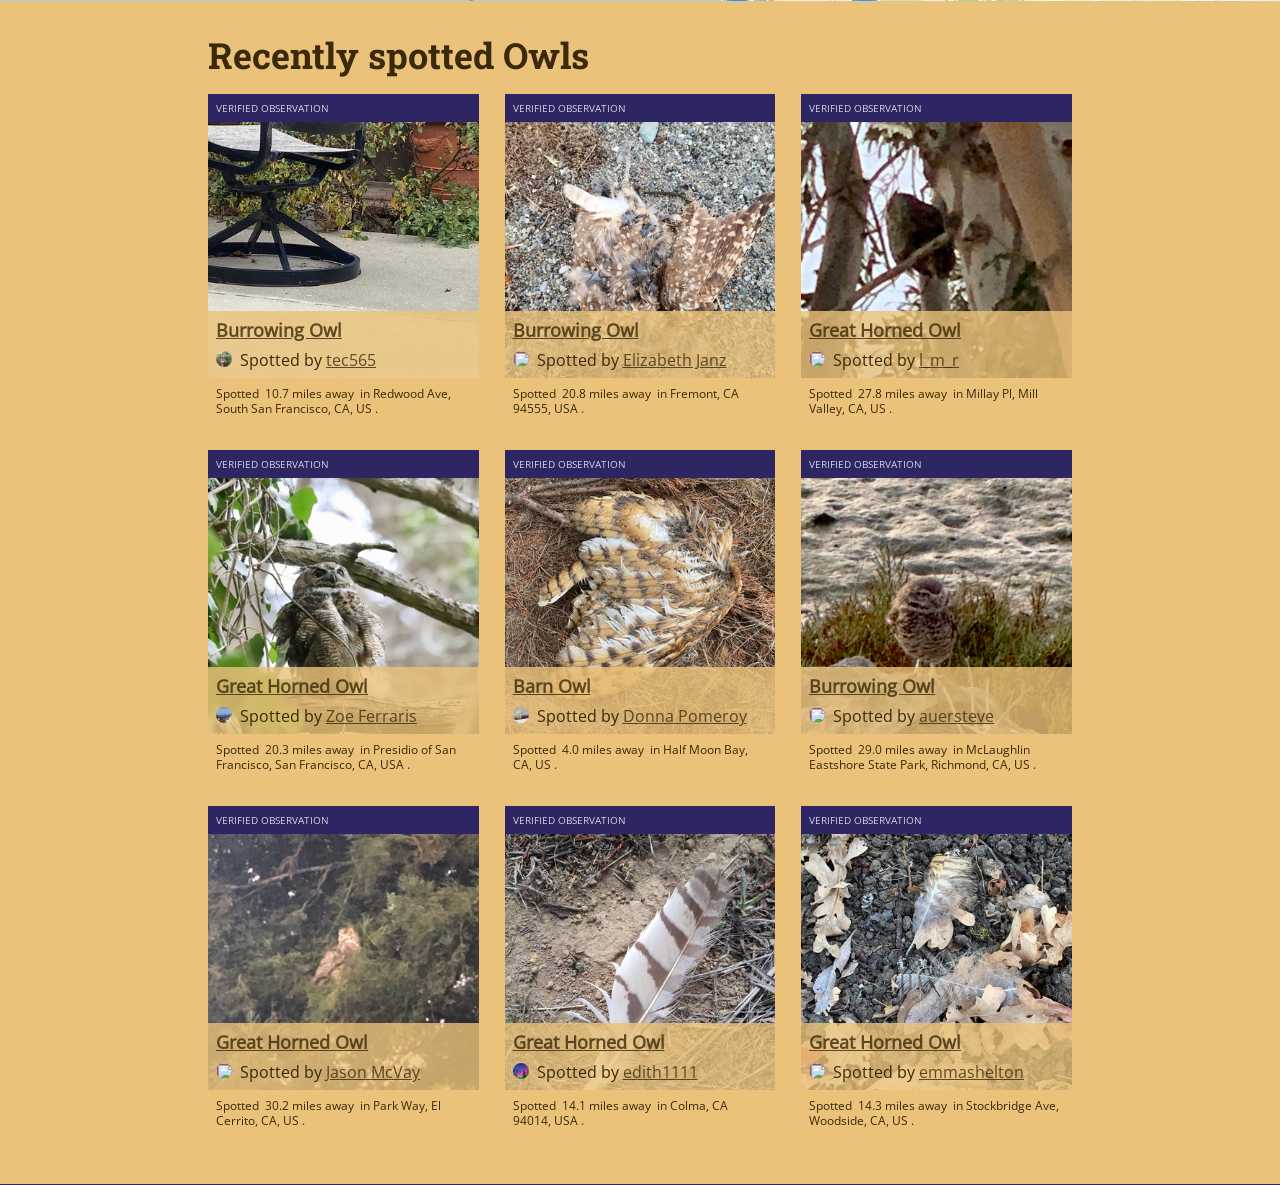 Recently spotted Owls
VERIFIED OBSERVATION
Burrowing Owl
Spotted by tec565
Spotted 10.7 miles away in Redwood Ave,
South San Francisco, CA, US .
VERIFIED OBSERVATION
Burrowing Owl
Spotted by Elizabeth Janz
Spotted 20.8 miles away in Fremont, CA
94555, USA .
VERIFIED OBSERVATION
Great Horned Owl
Spotted by l_m_r
Spotted 27.8 miles away in Millay Pl, Mill
Valley, CA, US .
VERIFIED OBSERVATION
Great Horned Owl
Spotted by Zoe Ferraris
Spotted 20.3 miles away in Presidio of San
Francisco, San Francisco, CA, USA .
VERIFIED OBSERVATION
Barn Owl
Spotted by Donna Pomeroy
Spotted 4.0 miles away in Half Moon Bay,
CA, US .
VERIFIED OBSERVATION
Burrowing Owl
Spotted by auersteve
Spotted 29.0 miles away in McLaughlin
Eastshore State Park, Richmond, CA, US .
VERIFIED OBSERVATION
Great Horned Owl
Spotted by Jason McVay
Spotted 30.2 miles away in Park Way, El
Cerrito, CA, US .
VERIFIED OBSERVATION
Great Horned Owl
Spotted by edith1111
Spotted 14.1 miles away in Colma, CA
94014, USA .
VERIFIED OBSERVATION
Great Horned Owl
Spotted by emmashelton
Spotted 14.3 miles away in Stockbridge Ave,
Woodside, CA, US .